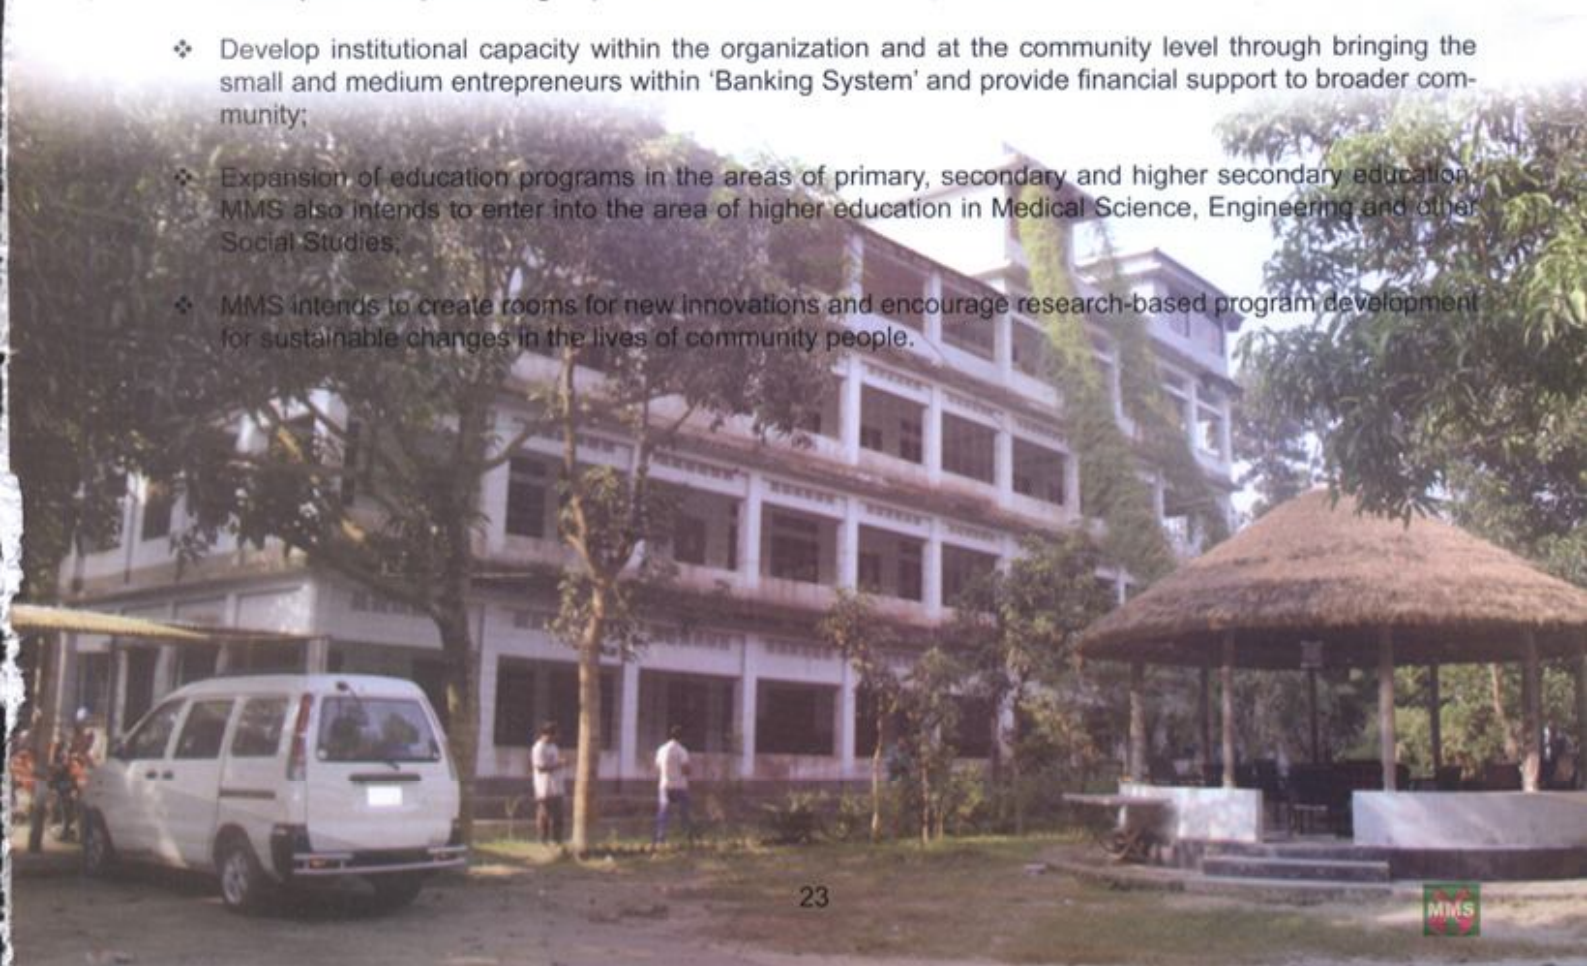 ❖ Develop institutional capacity within the organization and at the community level through bringing the
small and medium entrepreneurs within 'Banking System' and provide financial support to broader com-
munity;
❖ Expansion of education programs in the areas of primary, secondary and higher secondary education.
MMS also intends to enter into the area of higher education in Medical Science, Engineering and other
Social Studies;
❖ MMS intends to create rooms for new innovations and encourage research-based program development
for sustainable changes in the lives of community people.
23
MMS